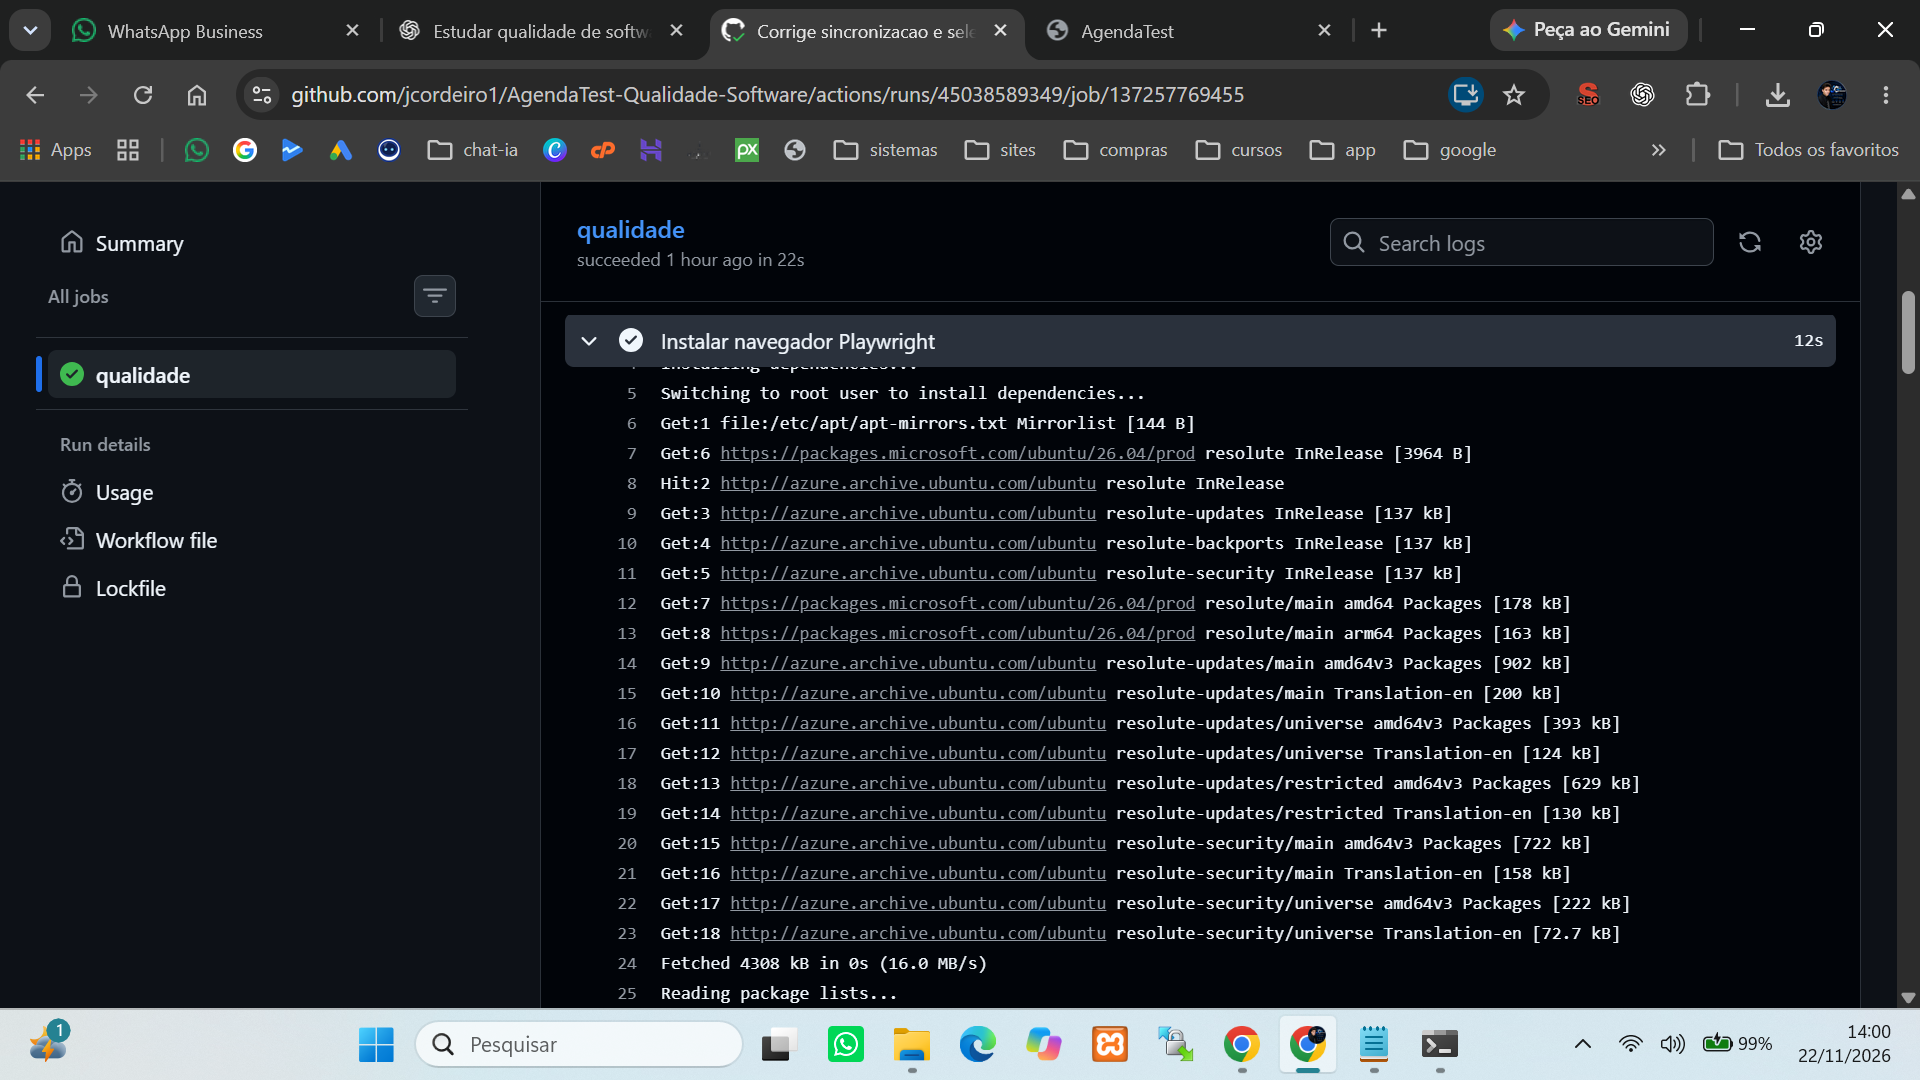 WhatsApp Business
Estudar qualidade de softw
Corrige sincronizacao e sele
AgendaTest
Peça ao Gemini
github.com/jcordeiro1/AgendaTest-Qualidade-Software/actions/runs/45038589349/job/137257769455
SEO
Apps
chat-ia
cP
px
sistemas
sites
compras
cursos
app
google
Todos os favoritos
Summary
All jobs
qualidade
Run details
Usage
Workflow file
Lockfile
qualidade
succeeded 1 hour ago in 22s
Search logs
Instalar navegador Playwright
12s
4 Installing dependencies...
5 Switching to root user to install dependencies...
6 Get:1 file:/etc/apt/apt-mirrors.txt Mirrorlist [144 B]
7 Get:6 https://packages.microsoft.com/ubuntu/26.04/prod resolute InRelease [3964 B]
8 Hit:2 http://azure.archive.ubuntu.com/ubuntu resolute InRelease
9 Get:3 http://azure.archive.ubuntu.com/ubuntu resolute-updates InRelease [137 kB]
10 Get:4 http://azure.archive.ubuntu.com/ubuntu resolute-backports InRelease [137 kB]
11 Get:5 http://azure.archive.ubuntu.com/ubuntu resolute-security InRelease [137 kB]
12 Get:7 https://packages.microsoft.com/ubuntu/26.04/prod resolute/main amd64 Packages [178 kB]
13 Get:8 https://packages.microsoft.com/ubuntu/26.04/prod resolute/main arm64 Packages [163 kB]
14 Get:9 http://azure.archive.ubuntu.com/ubuntu resolute-updates/main amd64v3 Packages [902 kB]
15 Get:10 http://azure.archive.ubuntu.com/ubuntu resolute-updates/main Translation-en [200 kB]
16 Get:11 http://azure.archive.ubuntu.com/ubuntu resolute-updates/universe amd64v3 Packages [393 kB]
17 Get:12 http://azure.archive.ubuntu.com/ubuntu resolute-updates/universe Translation-en [124 kB]
18 Get:13 http://azure.archive.ubuntu.com/ubuntu resolute-updates/restricted amd64v3 Packages [629 kB]
19 Get:14 http://azure.archive.ubuntu.com/ubuntu resolute-updates/restricted Translation-en [130 kB]
20 Get:15 http://azure.archive.ubuntu.com/ubuntu resolute-security/main amd64v3 Packages [722 kB]
21 Get:16 http://azure.archive.ubuntu.com/ubuntu resolute-security/main Translation-en [158 kB]
22 Get:17 http://azure.archive.ubuntu.com/ubuntu resolute-security/universe amd64v3 Packages [222 kB]
23 Get:18 http://azure.archive.ubuntu.com/ubuntu resolute-security/universe Translation-en [72.7 kB]
24 Fetched 4308 kB in 0s (16.0 MB/s)
25 Reading package lists...
1
Pesquisar
99%
14:00
22/11/2026